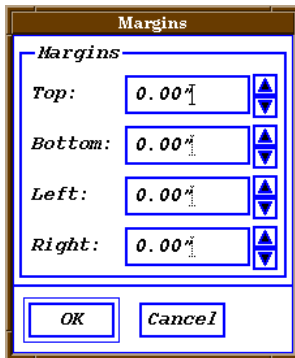 Margins
Margins
Top: 0.00"
Bottom: 0.00"
Left: 0.00"
Right: 0.00"
OK Cancel